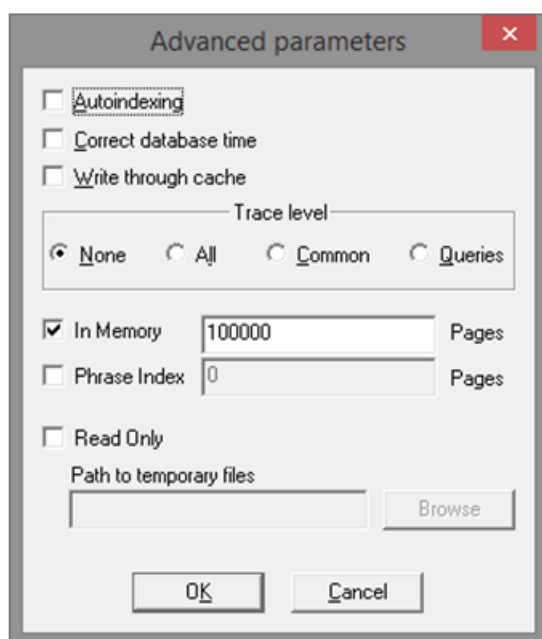 Advanced parameters
Autoindexing
Correct database time
Write through cache
Trace level
None All Common Queries
In Memory 100000 Pages
Phrase Index 0 Pages
Read Only
Path to temporary files
Browse
OK Cancel